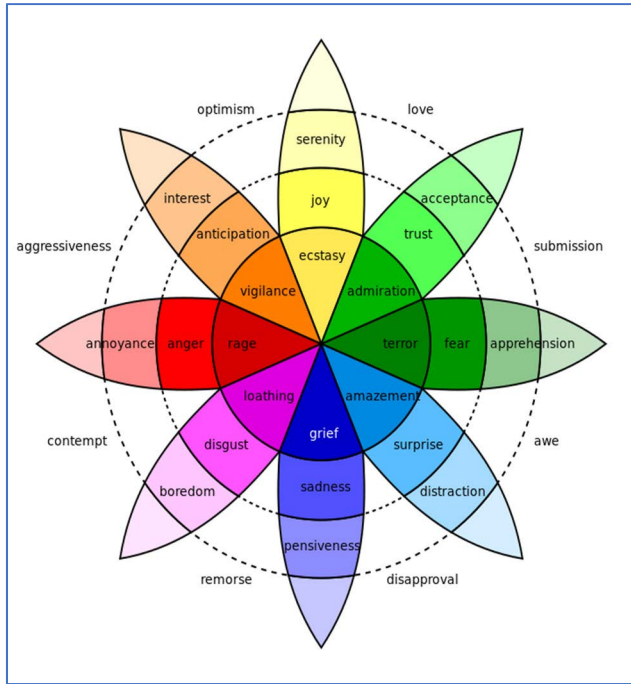 optimism
love
serenity
interest
acceptance
joy
anticipation
trust
aggressiveness
submission
ecstasy
vigilance
admiration
annoyance
anger
rage
terror
fear
apprehension
loathing
amazement
grief
contempt
disgust
surprise
awe
sadness
boredom
distraction
pensiveness
remorse
disapproval